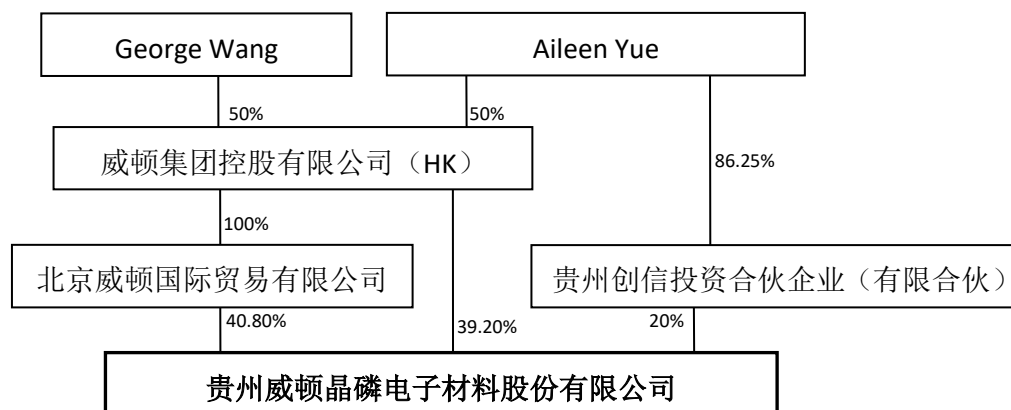 George Wang
Aileen Yue
50%
50%
威顿集团控股有限公司（HK）
86.25%
100%
北京威顿国际贸易有限公司
贵州创信投资合伙企业（有限合伙）
40.80%
39.20%
20%
贵州威顿晶磷电子材料股份有限公司